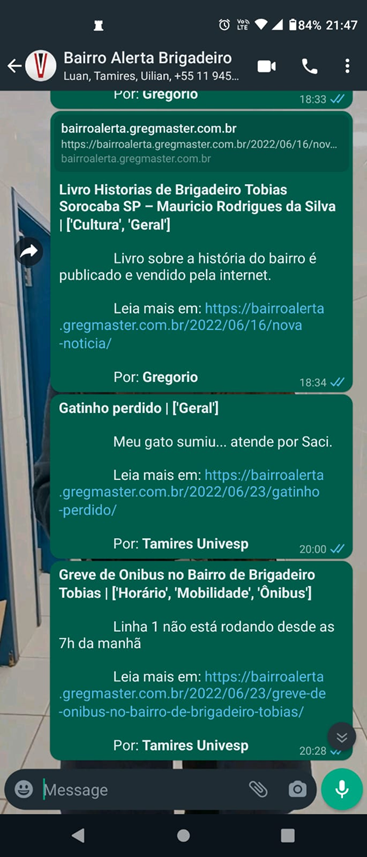 84% 21:47
Vo) LTE
Bairro Alerta Brigadeiro
Luan, Tamires, Uilian, +55 11 945...
Por: Gregorio
18:33
bairroalerta.gregmaster.com.br
https://bairroalerta.gregmaster.com.br/2022/06/16/nov...
bairroalerta.gregmaster.com.br
Livro Historias de Brigadeiro Tobias
Sorocaba SP – Mauricio Rodrigues da Silva
| ['Cultura', 'Geral']
Livro sobre a história do bairro é
publicado e vendido pela internet.
Leia mais em: https://bairroalerta
.gregmaster.com.br/2022/06/16/nova
-noticia/
Por: Gregorio
18:34
Gatinho perdido | ['Geral']
Meu gato sumiu... atende por Saci.
Leia mais em: https://bairroalerta
.gregmaster.com.br/2022/06/23/gatinho
-perdido/
Por: Tamires Univesp
20:00
Greve de Onibus no Bairro de Brigadeiro
Tobias | ['Horário', 'Mobilidade', 'Ônibus']
Linha 1 não está rodando desde as
7h da manhã
Leia mais em: https://bairroalerta
.gregmaster.com.br/2022/06/23/greve-de
-onibus-no-bairro-de-brigadeiro-tobias/
Por: Tamires Univesp
20:28
Message